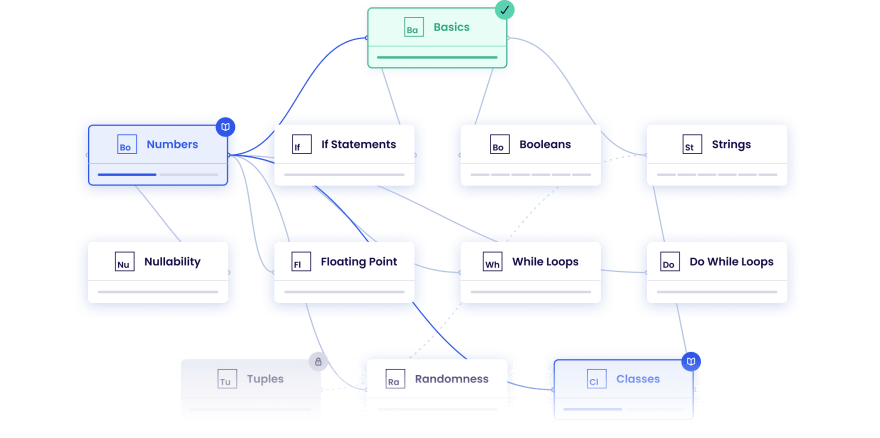 Ba Basics
Bo Numbers
If If Statements
Bo Booleans
St Strings
Nu Nullability
Fl Floating Point
Wh While Loops
Do Do While Loops
Tu Tuples
Ra Randomness
Cl Classes